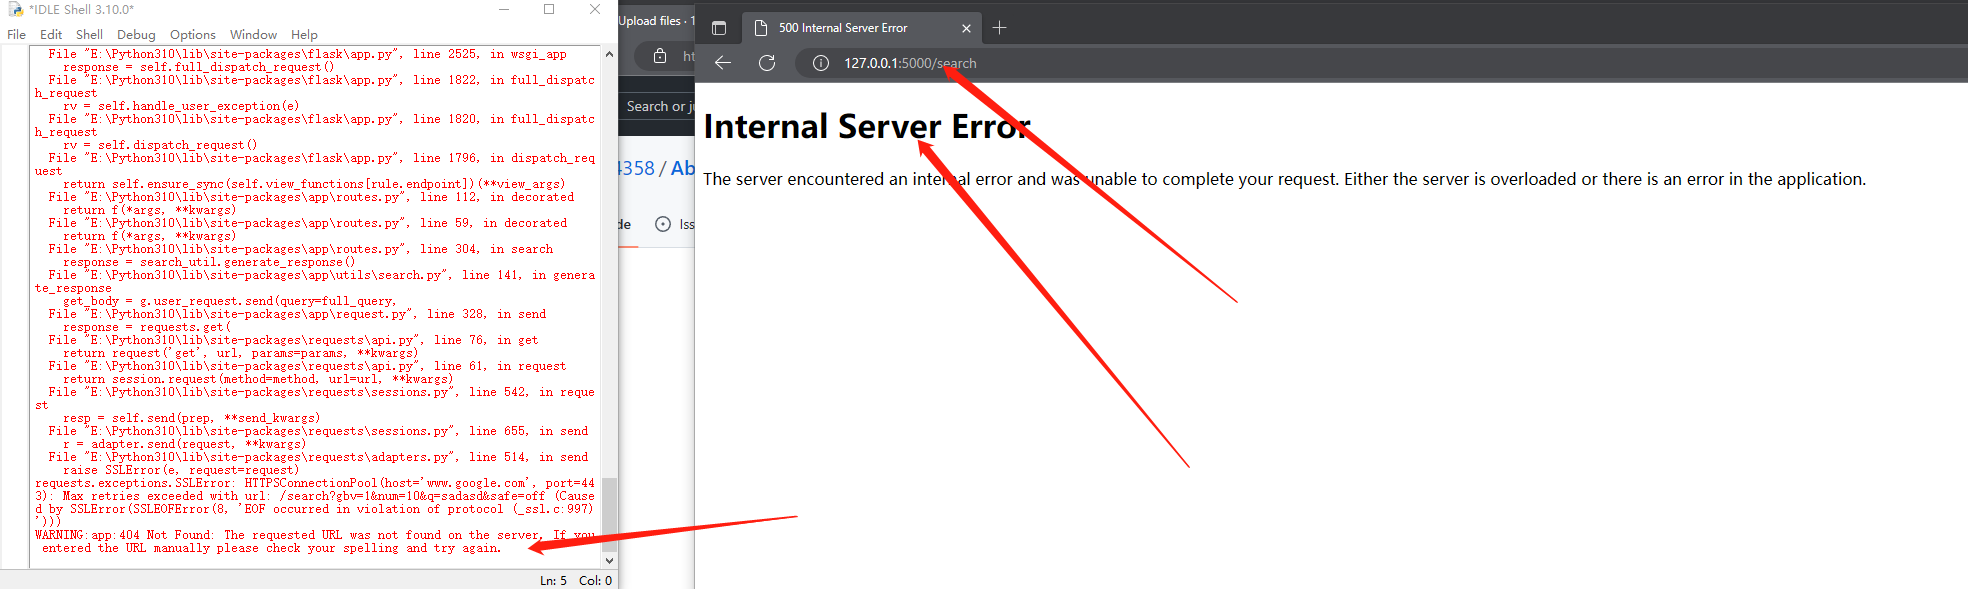 *IDLE Shell 3.10.0*
File Edit Shell Debug Options Window Help
File "E:\Python310\lib\site-packages\flask\app.py", line 2525, in wsgi_app
response = self.full_dispatch_request()
File "E:\Python310\lib\site-packages\flask\app.py", line 1822, in full_dispatc
h_request
rv = self.handle_user_exception(e)
File "E:\Python310\lib\site-packages\flask\app.py", line 1820, in full_dispatc
h_request
rv = self.dispatch_request()
File "E:\Python310\lib\site-packages\flask\app.py", line 1796, in dispatch_req
uest
return self.ensure_sync(self.view_functions[rule.endpoint])(**view_args)
File "E:\Python310\lib\site-packages\app\routes.py", line 112, in decorated
return f(*args, **kwargs)
File "E:\Python310\lib\site-packages\app\routes.py", line 59, in decorated
return f(*args, **kwargs)
File "E:\Python310\lib\site-packages\app\routes.py", line 304, in search
response = search_util.generate_response()
File "E:\Python310\lib\site-packages\app\utils\search.py", line 141, in genera
te_response
get_body = g.user_request.send(query=full_query,
File "E:\Python310\lib\site-packages\app\request.py", line 328, in send
response = requests.get(
File "E:\Python310\lib\site-packages\requests\api.py", line 76, in get
return request('get', url, params=params, **kwargs)
File "E:\Python310\lib\site-packages\requests\api.py", line 61, in request
return session.request(method=method, url=url, **kwargs)
File "E:\Python310\lib\site-packages\requests\sessions.py", line 542, in reque
st
resp = self.send(prep, **send_kwargs)
File "E:\Python310\lib\site-packages\requests\sessions.py", line 655, in send
r = adapter.send(request, **kwargs)
File "E:\Python310\lib\site-packages\requests\adapters.py", line 514, in send
raise SSLError(e, request=request)
requests.exceptions.SSLError: HTTPSConnectionPool(host='www.google.com', port=44
3): Max retries exceeded with url: /search?gbv=1&num=10&q=sadasd&safe=off (Cause
d by SSLError(SSLEOFError(8, 'EOF occurred in violation of protocol (_ssl.c:997)
')))
WARNING:app:404 Not Found: The requested URL was not found on the server. If you
entered the URL manually please check your spelling and try again.
Ln: 5 Col: 0
Upload files · 1
ht
Search or ju
4358 / Ab
de
Iss
500 Internal Server Error
127.0.0.1:5000/search
Internal Server Error
The server encountered an internal error and was unable to complete your request. Either the server is overloaded or there is an error in the application.